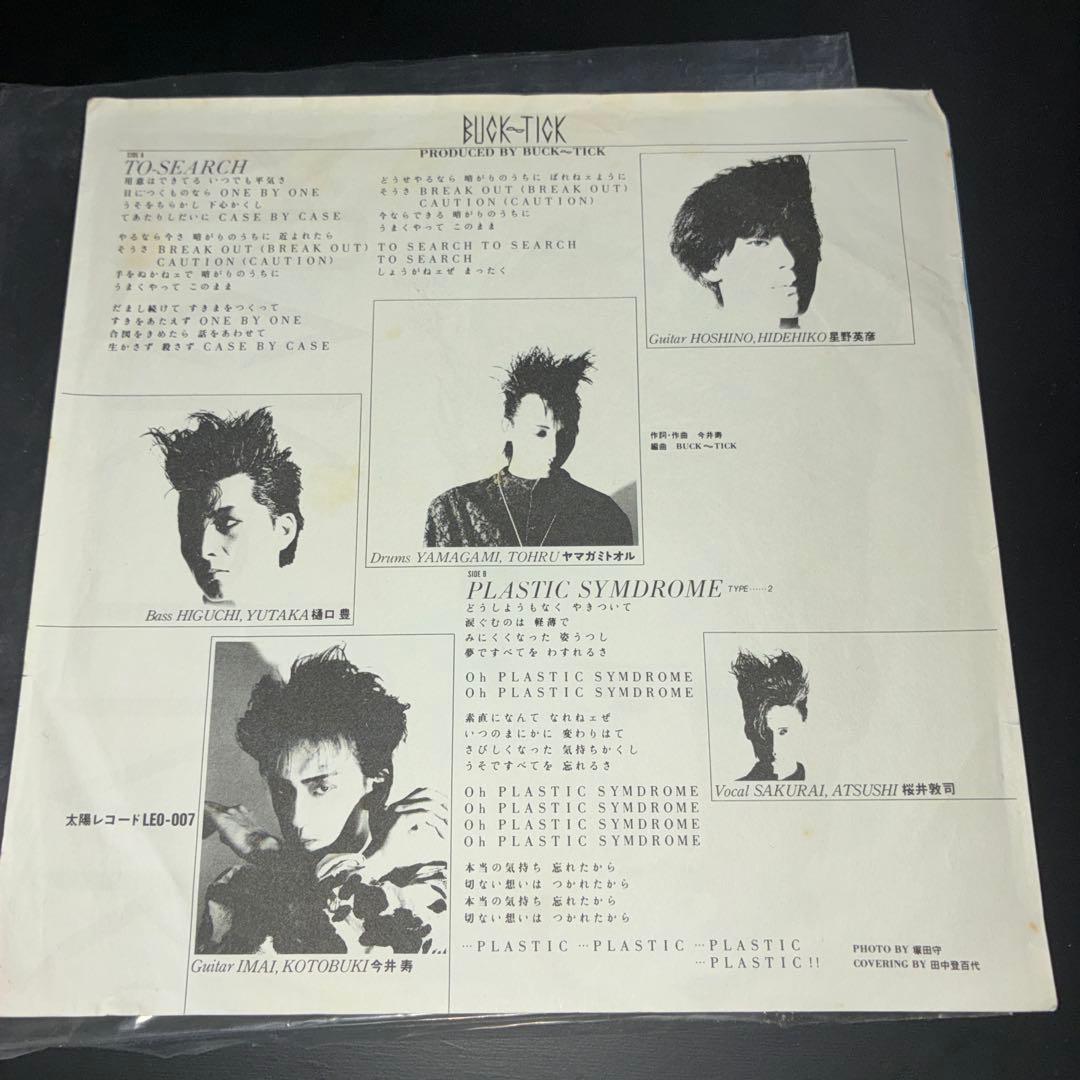 BUCK〜TICK
PRODUCED BY BUCK〜TICK
SIDE A
TO-SEARCH
用意はできてる いつでも平気さ
目につくものなら ONE BY ONE
うそをちらかし 下心かくし
てあたりしだいに CASE BY CASE
やるなら今さ 暗がりのうちに 近よれたら
そうさ BREAK OUT (BREAK OUT)
CAUTION (CAUTION)
手をぬかねェで 暗がりのうちに
うまくやって このまま
だまし続けて すきまをつくって
すきをあたえず ONE BY ONE
合図をきめたら 話をあわせて
生かさず 殺さず CASE BY CASE
どうせやるなら 暗がりのうちに ばれねェように
そうさ BREAK OUT (BREAK OUT)
CAUTION (CAUTION)
今ならできる 暗がりのうちに
うまくやって このまま
TO SEARCH TO SEARCH
TO SEARCH
しょうがねェぜ まったく
Guitar HOSHINO, HIDEHIKO 星野英彦
作詞・作曲 今井寿
編曲 BUCK〜TICK
Drums YAMAGAMI, TOHRU ヤマガミトオル
Bass HIGUCHI, YUTAKA 樋口 豊
SIDE B
PLASTIC SYMDROME TYPE……2
どうしようもなく やきついて
涙ぐむのは 軽薄で
みにくくなった 姿うつし
夢ですべてを わすれるさ
Oh PLASTIC SYMDROME
Oh PLASTIC SYMDROME
素直になんて なれねェぜ
いつのまにかに 変わりはて
さびしくなった 気持ちかくし
うそですべてを 忘れるさ
Oh PLASTIC SYMDROME
Oh PLASTIC SYMDROME
Oh PLASTIC SYMDROME
Oh PLASTIC SYMDROME
本当の気持ち 忘れたから
切ない想いは つかれたから
本当の気持ち 忘れたから
切ない想いは つかれたから
…PLASTIC …PLASTIC …PLASTIC
…PLASTIC!!
Vocal SAKURAI, ATSUSHI 桜井敦司
太陽レコード LEO-007
Guitar IMAI, KOTOBUKI 今井 寿
PHOTO BY 塚田守
COVERING BY 田中登百代